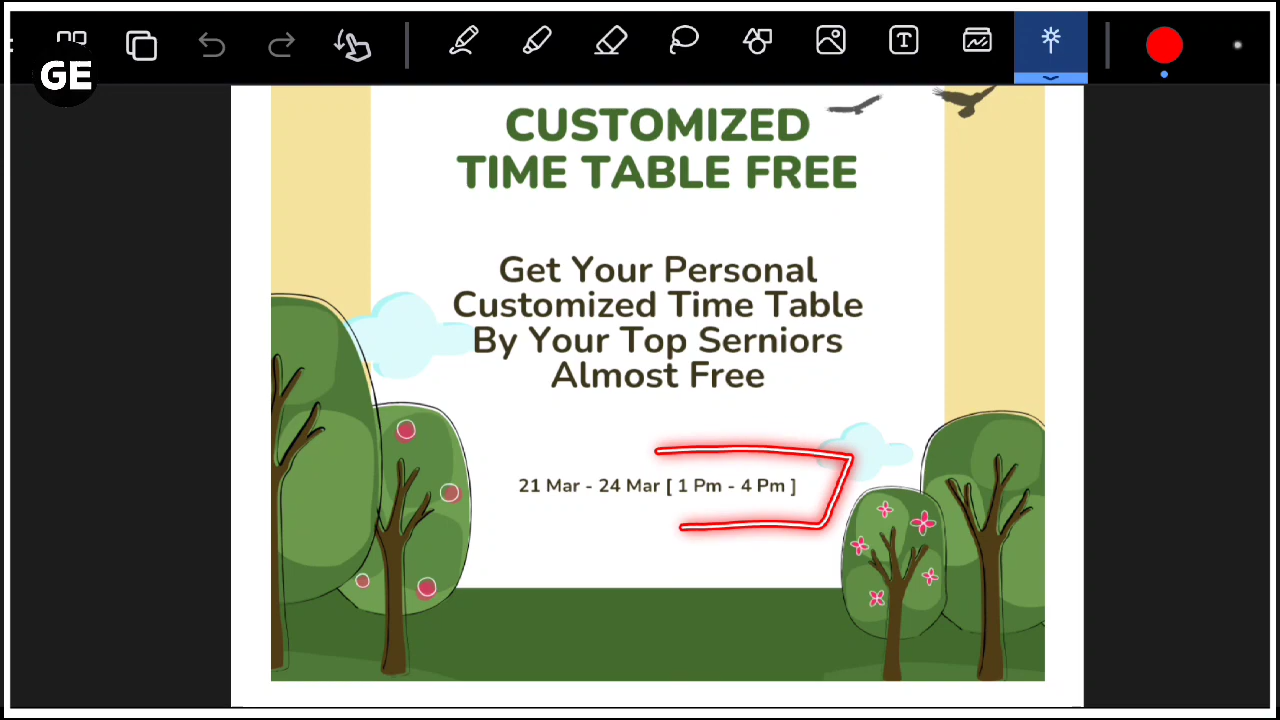 GE
CUSTOMIZED
TIME TABLE FREE
Get Your Personal
Customized Time Table
By Your Top Serniors
Almost Free
21 Mar - 24 Mar [ 1 Pm - 4 Pm ]